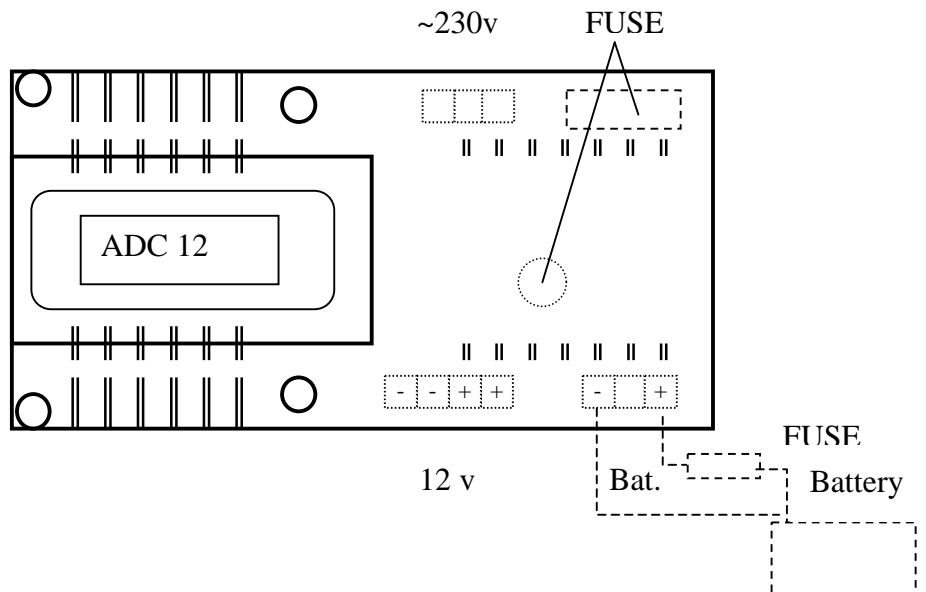 ~230v FUSE
ADC 12
- - + + - +
FUSE
12 v Bat. Battery